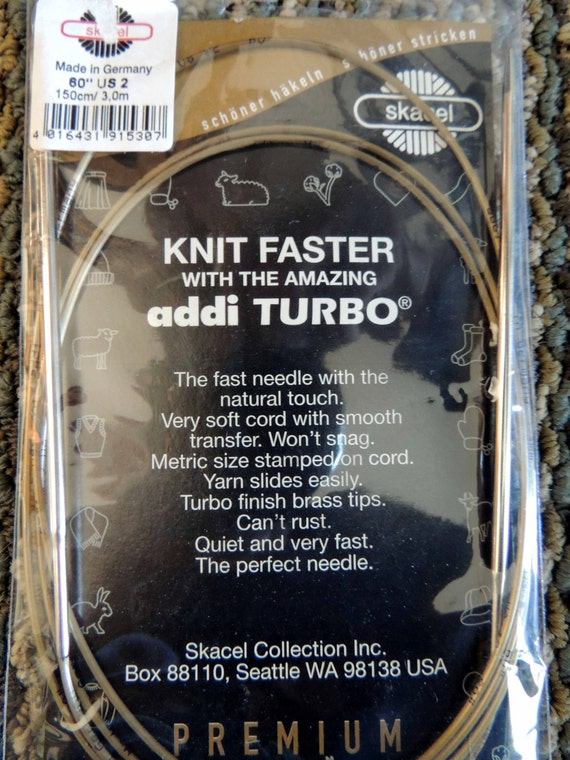 skacel
Made in Germany
60" US 2
150cm/ 3,0m
4 016431 915307
schöner häkeln
schöner stricken
skacel
KNIT FASTER
WITH THE AMAZING
addi TURBO®
The fast needle with the
natural touch.
Very soft cord with smooth
transfer. Won't snag.
Metric size stamped on cord.
Yarn slides easily.
Turbo finish brass tips.
Can't rust.
Quiet and very fast.
The perfect needle.
Skacel Collection Inc.
Box 88110, Seattle WA 98138 USA
PREMIUM